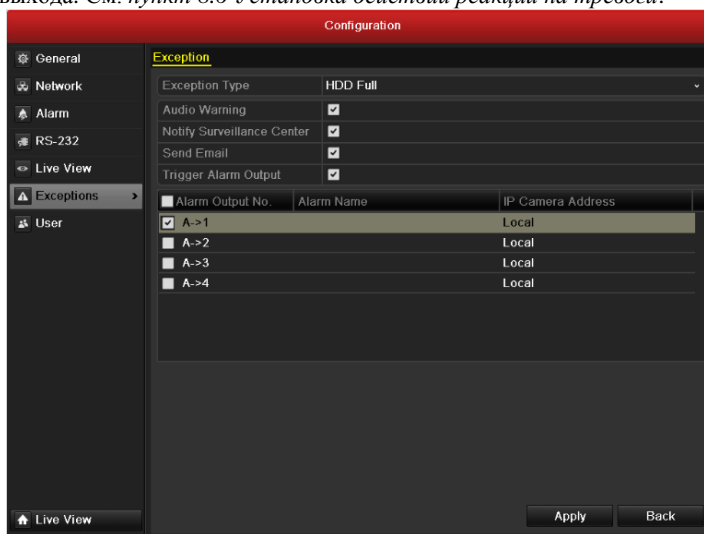 выхода. См. пункт 8.6 Установка действий реакции на тревоги.
Configuration
General
Network
Alarm
RS-232
Live View
Exceptions
User
Live View
Exception
Exception Type HDD Full
Audio Warning
Notify Surveillance Center
Send Email
Trigger Alarm Output
Alarm Output No. Alarm Name IP Camera Address
A->1 Local
A->2 Local
A->3 Local
A->4 Local
Apply Back